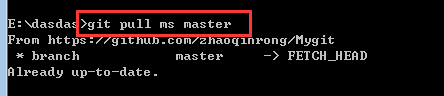 E:\dasdas>git pull ms master
From https://github.com/zhaoqinrong/Mygit
 * branch            master     -> FETCH_HEAD
Already up-to-date.